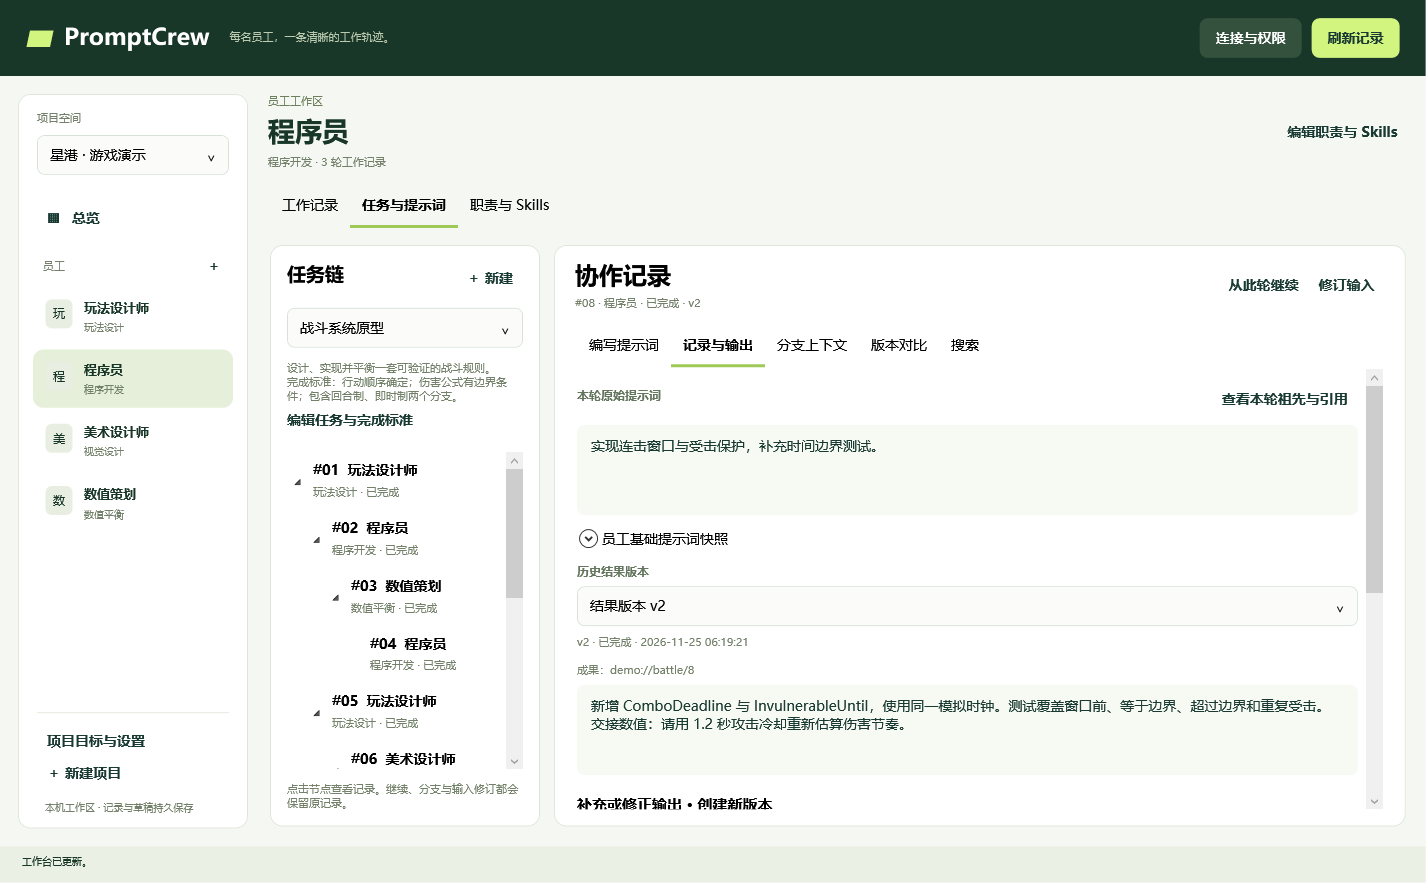 PromptCrew
每名员工，一条清晰的工作轨迹。
连接与权限
刷新记录
项目空间
星港 · 游戏演示
总览
员工
+
玩 玩法设计师
玩法设计
程 程序员
程序开发
美 美术设计师
视觉设计
数 数值策划
数值平衡
项目目标与设置
+ 新建项目
本机工作区 · 记录与草稿持久保存
员工工作区
程序员
程序开发 · 3 轮工作记录
编辑职责与 Skills
工作记录
任务与提示词
职责与 Skills
任务链
+ 新建
战斗系统原型
设计、实现并平衡一套可验证的战斗规则。
完成标准：行动顺序确定；伤害公式有边界条
件；包含回合制、即时制两个分支。
编辑任务与完成标准
#01 玩法设计师
玩法设计 · 已完成
#02 程序员
程序开发 · 已完成
#03 数值策划
数值平衡 · 已完成
#04 程序员
程序开发 · 已完成
#05 玩法设计师
玩法设计 · 已完成
#06 美术设计师
点击节点查看记录。继续、分支与输入修订都会
保留原记录。
协作记录
#08 · 程序员 · 已完成 · v2
从此轮继续
修订输入
编写提示词
记录与输出
分支上下文
版本对比
搜索
本轮原始提示词
查看本轮祖先与引用
实现连击窗口与受击保护，补充时间边界测试。
员工基础提示词快照
历史结果版本
结果版本 v2
v2 · 已完成 · 2026-11-25 06:19:21
成果：demo://battle/8
新增 ComboDeadline 与 InvulnerableUntil，使用同一模拟时钟。测试覆盖窗口前、等于边界、超过边界和重复受击。
交接数值：请用 1.2 秒攻击冷却重新估算伤害节奏。
补充或修正输出 • 创建新版本
工作台已更新。